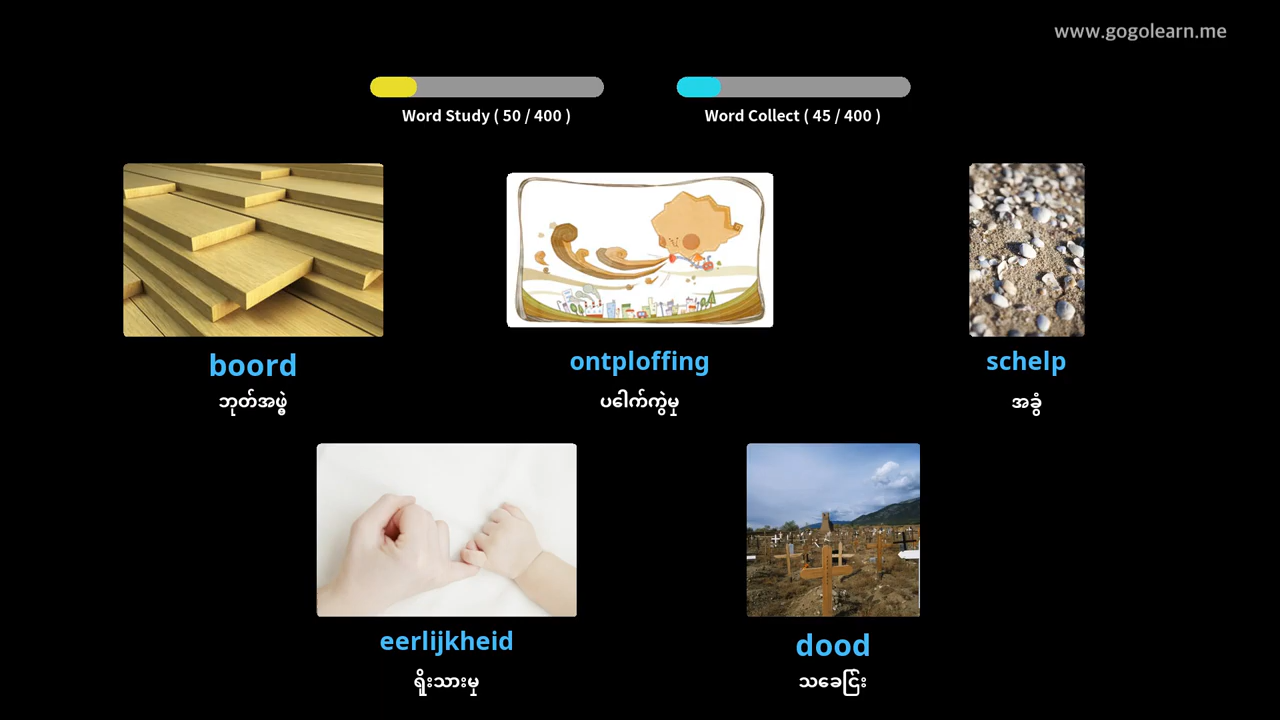 www.gogolearn.me
Word Study ( 50 / 400 )
Word Collect ( 45 / 400 )
boord
ဘုတ်အဖွဲ့
ontploffing
ပေါက်ကွဲမှု
schelp
အခွံ
eerlijkheid
ရိုးသားမှု
dood
သခေငြ်း